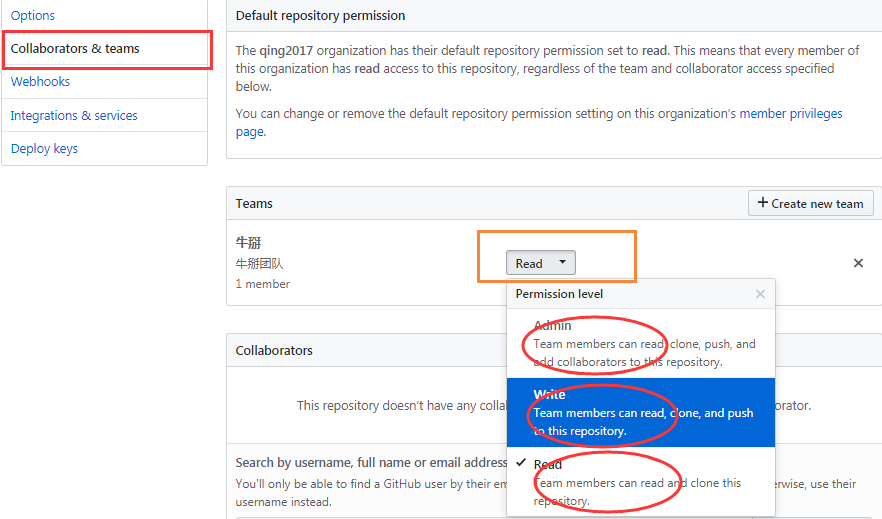 Options
Collaborators & teams
Webhooks
Integrations & services
Deploy keys
Default repository permission
The qing2017 organization has their default repository permission set to read. This means that every member of
this organization has read access to this repository, regardless of the team and collaborator access specified
below.
You can change or remove the default repository permission setting on this organization's member privileges
page.
Teams
Create new team
牛掰
牛掰团队
1 member
Read
Permission level
Admin
Team members can read, clone, push, and
add collaborators to this repository.
Write
Team members can read, clone, and push
to this repository.
Read
Team members can read and clone this
repository.
Collaborators
This repository doesn't have any
Search by username, full name or email address
You'll only be able to find a GitHub user by their
use their
username instead.